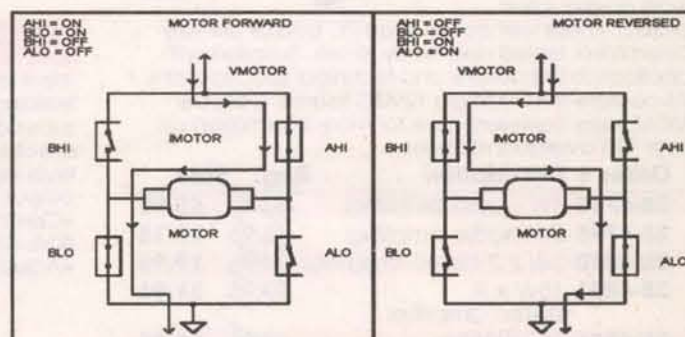 AHI = ON
BLO = ON
BHI = OFF
ALO = OFF
MOTOR FORWARD
VMOTOR
BHI
IMOTOR
AHI
MOTOR
BLO
ALO
AHI = OFF
BLO = OFF
BHI = ON
ALO = ON
MOTOR REVERSED
VMOTOR
BHI
IMOTOR
AHI
MOTOR
BLO
ALO